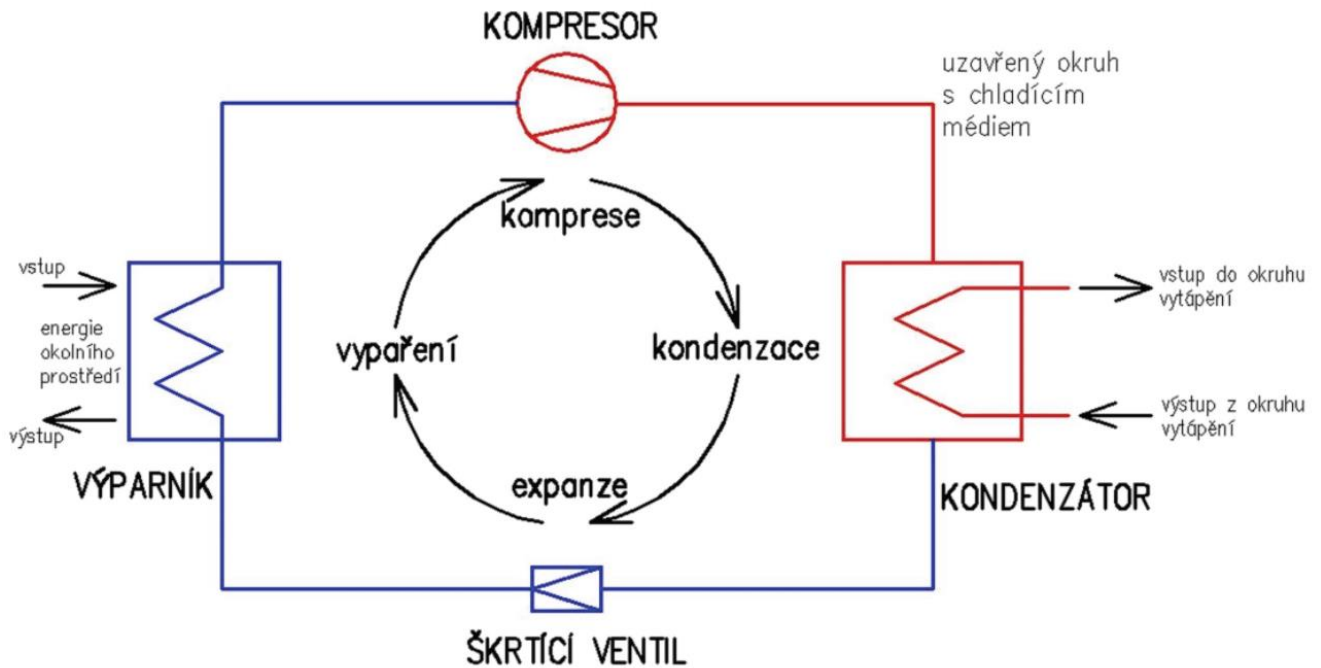 KOMPRESOR
uzavřený okruh
s chladícím
médiem
komprese
vstup
energie
okolního
prostředí
výstup
vypaření
kondenzace
vstup do okruhu
vytápění
výstup z okruhu
vytápění
VÝPARNÍK
expanze
KONDENZÁTOR
ŠKRTÍCÍ VENTIL